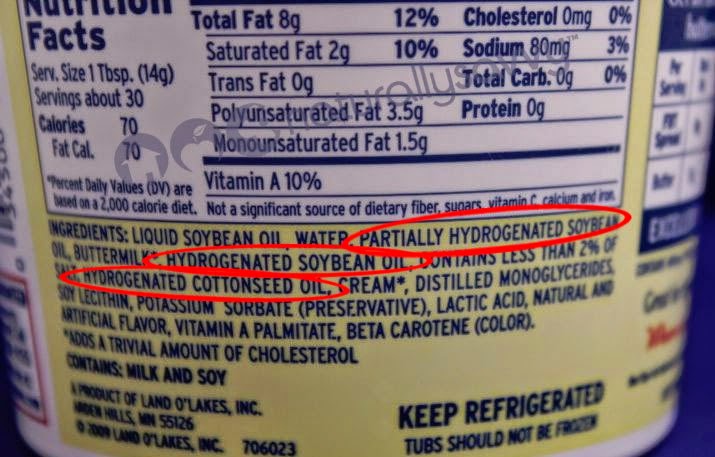 Nutrition
Facts
Serv. Size 1 Tbsp. (14g)
Servings about 30
Calories 70
Fat Cal. 70
*Percent Daily Values (DV) are
based on a 2,000 calorie diet.
Total Fat 8g 12% Cholesterol 0mg 0%
Saturated Fat 2g 10% Sodium 80mg 3%
Trans Fat 0g Total Carb. 0g 0%
Polyunsaturated Fat 3.5g Protein 0g
Monounsaturated Fat 1.5g
Vitamin A 10%
Not a significant source of dietary fiber, sugars, vitamin C, calcium and iron.
INGREDIENTS: LIQUID SOYBEAN OIL, WATER, PARTIALLY HYDROGENATED SOYBEAN
OIL, BUTTERMILK, HYDROGENATED SOYBEAN OIL, CONTAINS LESS THAN 2% OF
HYDROGENATED COTTONSEED OIL, CREAM*, DISTILLED MONOGLYCERIDES,
SOY LECITHIN, POTASSIUM SORBATE (PRESERVATIVE), LACTIC ACID, NATURAL AND
ARTIFICIAL FLAVOR, VITAMIN A PALMITATE, BETA CAROTENE (COLOR).
*ADDS A TRIVIAL AMOUNT OF CHOLESTEROL
CONTAINS: MILK AND SOY
A PRODUCT OF LAND O'LAKES, INC.
ARDEN HILLS, MN 55126
© 2009 LAND O'LAKES, INC. 706023
KEEP REFRIGERATED
TUBS SHOULD NOT BE FROZEN
naturallysavvy™
Per
Serving